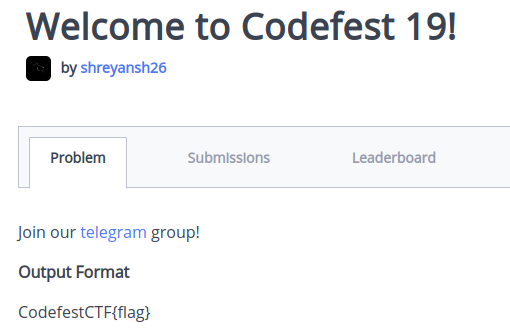 Welcome to Codefest 19!
by shreyansh26
Problem Submissions Leaderboard
Join our telegram group!
Output Format
CodefestCTF{flag}